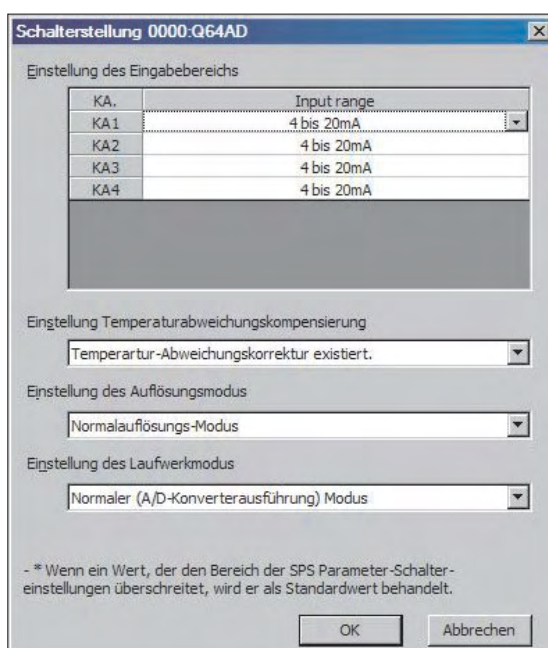 Schalterstellung 0000:Q64AD
Einstellung des Eingabebereichs
KA. Input range
KA1 4 bis 20mA
KA2 4 bis 20mA
KA3 4 bis 20mA
KA4 4 bis 20mA
Einstellung Temperaturabweichungskompensierung
Temperartur-Abweichungskorrektur existiert.
Einstellung des Auflösungsmodus
Normalauflösungs-Modus
Einstellung des Laufwerkmodus
Normaler (A/D-Konverterausführung) Modus
- * Wenn ein Wert, der den Bereich der SPS Parameter-Schalter-
einstellungen überschreitet, wird er als Standardwert behandelt.
OK Abbrechen